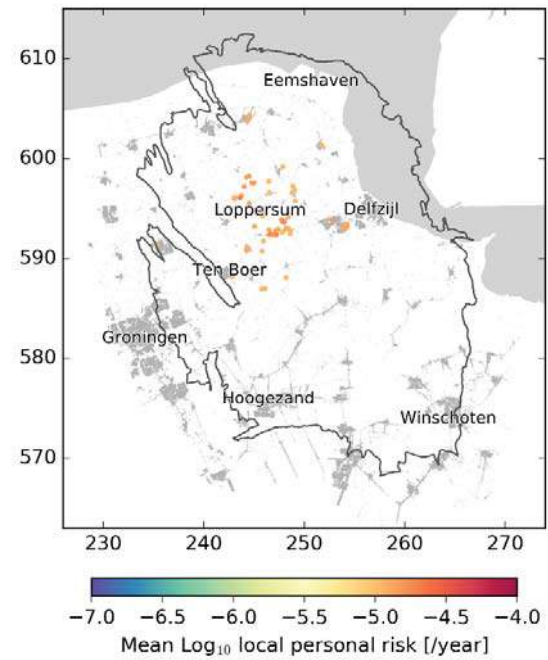 610
600
590
580
570
Eemshaven
Loppersum
Delfzijl
Ten Boer
Groningen
Hoogezand
Winschoten
230 240 250 260 270
−7.0 −6.5 −6.0 −5.5 −5.0 −4.5 −4.0
Mean Log₁₀ local personal risk [/year]